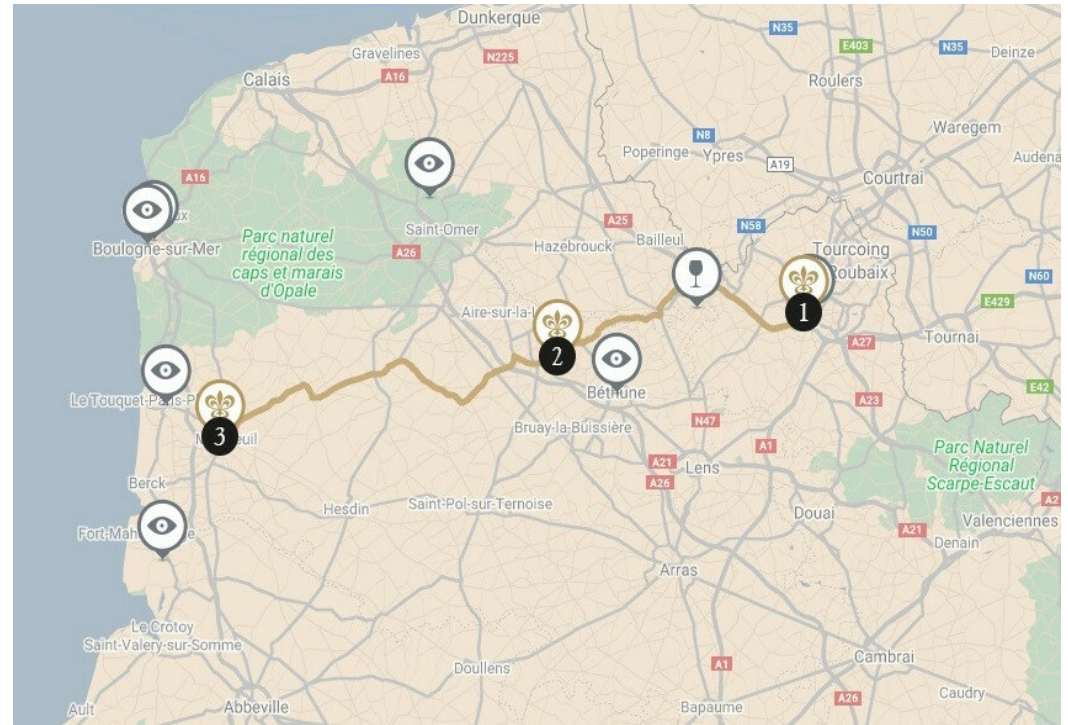 Dunkerque
N35
E403
N35
Gravelines
N225
Deinze
Calais
A16
Roulers
N8
Waregem
Poperinge
Ypres
A19
A16
Courtrai
Saint-Omer
A25
N58
N50
Boulogne-sur-Mer
Parc naturel
régional des
caps et marais
d'Opale
A26
Hazebrouck
Bailleul
Tourcoing
Roubaix
N60
E429
1
Aire-sur-la-
2
A27
Tournai
Béthune
E42
Le Touquet-Paris-P
A23
3
Bruay-la-Buissière
N47
A1
Parc Naturel
Régional
Scarpe-Escaut
A21
A26
Lens
Berck
Hesdin
Saint-Pol-sur-Ternoise
Douai
A2
Fort-Mah
A21
Valenciennes
Denain
Arras
Le Crotoy
Saint-Valery-sur-Somme
Doullens
A1
Cambrai
Ault
Abbeville
Bapaume
A26
Caudry